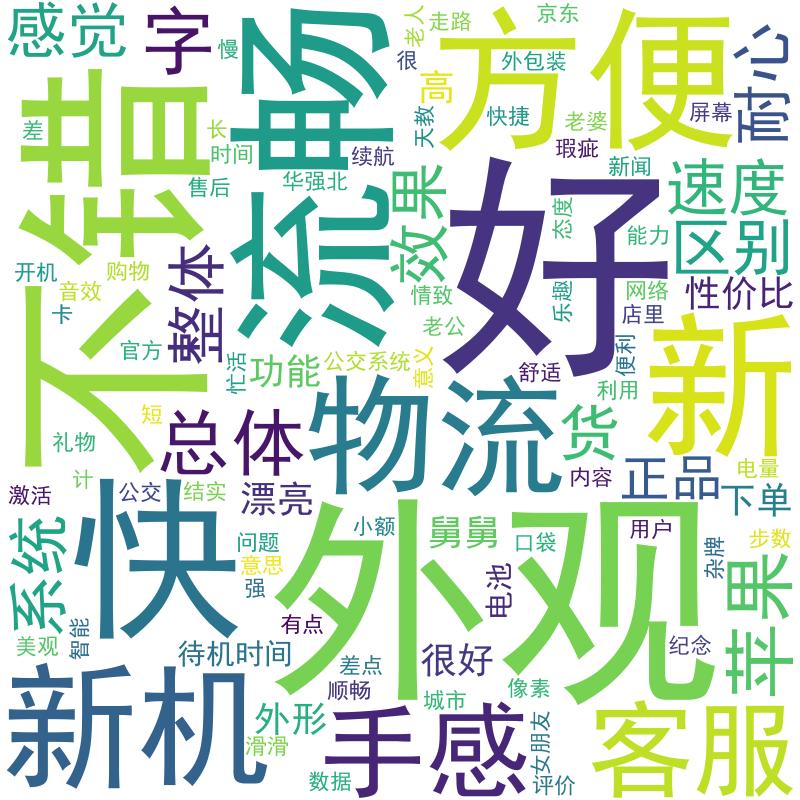 感觉
字
慢
畅
老人
走路
京东
很
高
外包装
方便
耐心
不错
差
长
时间
售后
华强北
续航
天教
快捷
老婆
瑕疵
屏幕
新闻
流
效果
好
态度
能力
速度
区别
开机
音效
购物
卡
官方
整体
忙活
功能
公交系统
情致
老公
意义
乐趣
网络
店里
性价比
便利
舒适
利用
新
短
礼物
计
总体
物流
货
内容
正品
电量
下单
激活
公交
结实
漂亮
小额
舅舅
口袋
用户
杂牌
步数
系统
快
问题
意思
强
外观
电池
苹果
美观
智能
有点
待机时间
差点
很好
纪念
顺畅
城市
像素
新机
外形
滑滑
数据
手感
女朋友
评价
客服